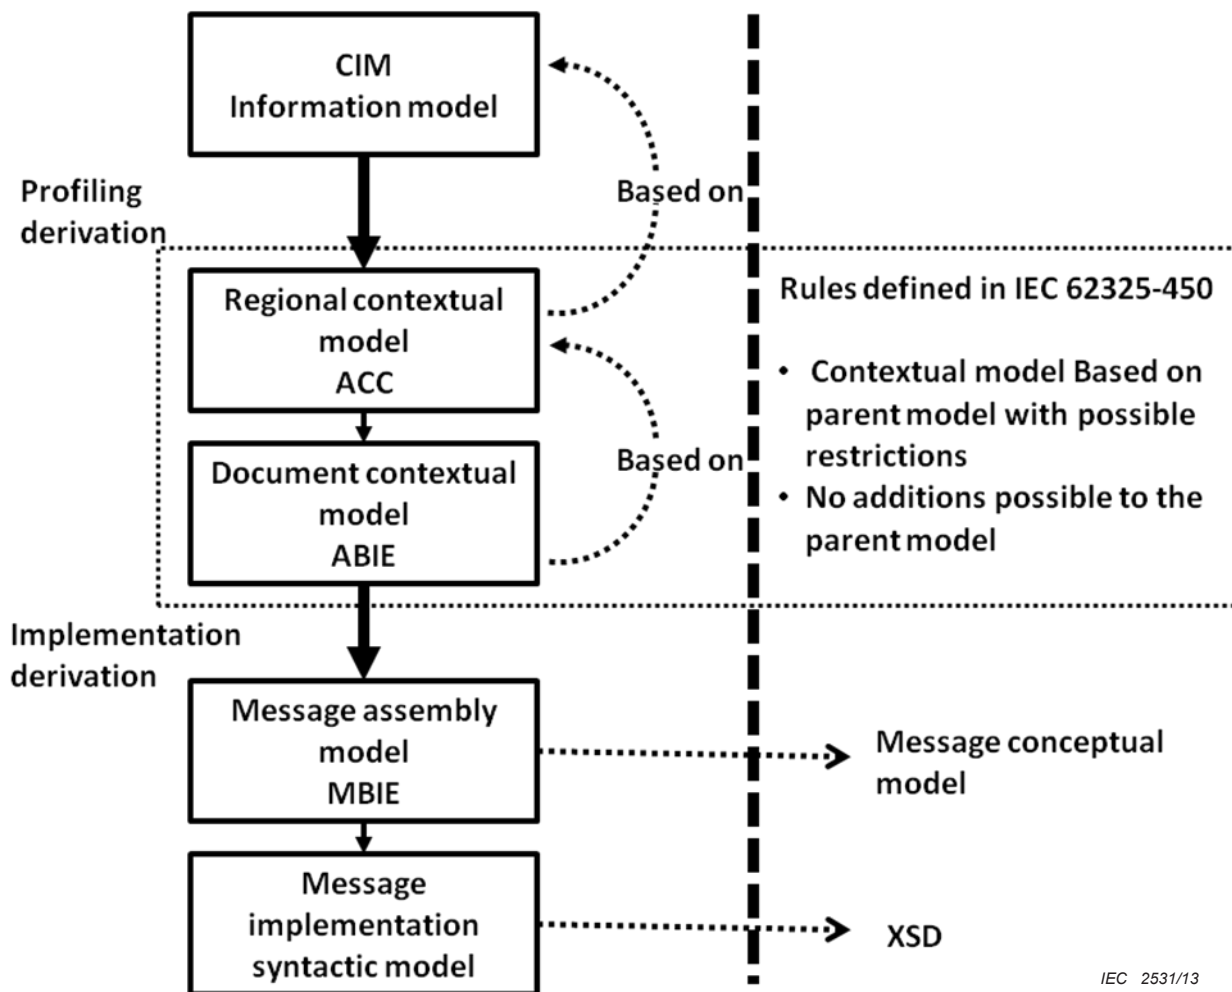 CIM
Information model
Profiling
derivation
Based on
Regional contextual
model
ACC
Rules defined in IEC 62325-450
• Contextual model Based on
parent model with possible
restrictions
• No additions possible to the
parent model
Based on
Document contextual
model
ABIE
Implementation
derivation
Message assembly
model
MBIE
Message conceptual
model
Message
implementation
syntactic model
XSD
IEC 2531/13